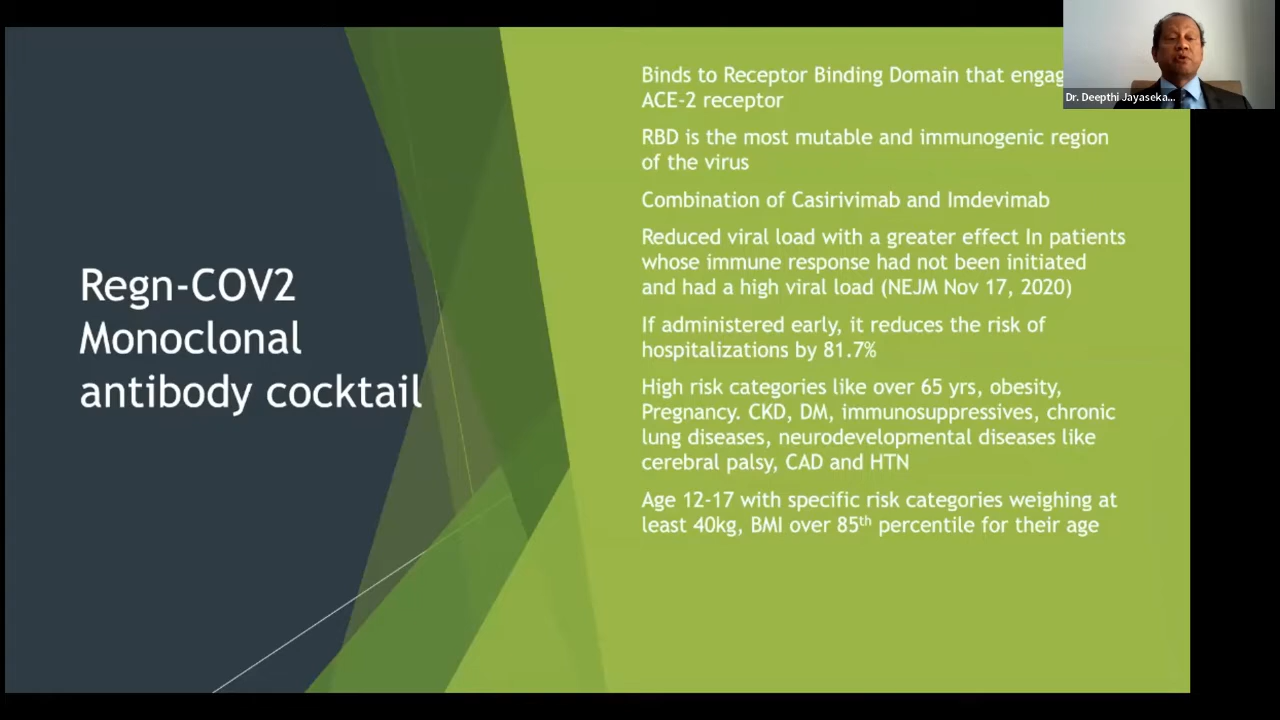 Regn-COV2
Monoclonal
antibody cocktail
Binds to Receptor Binding Domain that
ACE-2 receptor
RBD is the most mutable and immunogenic region
of the virus
Combination of Casirivimab and Imdevimab
Reduced viral load with a greater effect In patients
whose immune response had not been initiated
and had a high viral load (NEJM Nov 17, 2020)
If administered early, it reduces the risk of
hospitalizations by 81.7%
High risk categories like over 65 yrs, obesity,
Pregnancy. CKD, DM, immunosuppressives, chronic
lung diseases, neurodevelopmental diseases like
cerebral palsy, CAD and HTN
Age 12-17 with specific risk categories weighing at
least 40kg, BMI over 85th percentile for their age
Dr. Deepthi Jayaseka...